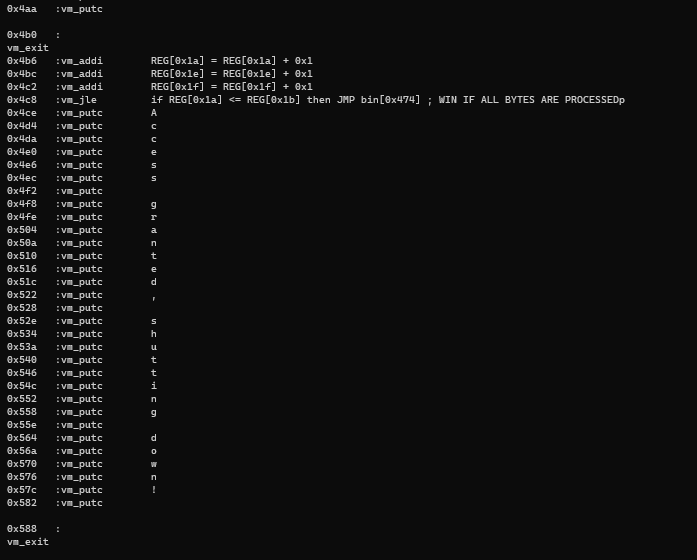 0x4aa :vm_putc
0x4b0 :
vm_exit
0x4b6 :vm_addi REG[0x1a] = REG[0x1a] + 0x1
0x4bc :vm_addi REG[0x1e] = REG[0x1e] + 0x1
0x4c2 :vm_addi REG[0x1f] = REG[0x1f] + 0x1
0x4c8 :vm_jle if REG[0x1a] <= REG[0x1b] then JMP bin[0x474] ; WIN IF ALL BYTES ARE PROCESSEDp
0x4ce :vm_putc A
0x4d4 :vm_putc c
0x4da :vm_putc c
0x4e0 :vm_putc e
0x4e6 :vm_putc s
0x4ec :vm_putc s
0x4f2 :vm_putc
0x4f8 :vm_putc g
0x4fe :vm_putc r
0x504 :vm_putc a
0x50a :vm_putc n
0x510 :vm_putc t
0x516 :vm_putc e
0x51c :vm_putc d
0x522 :vm_putc ,
0x528 :vm_putc
0x52e :vm_putc s
0x534 :vm_putc h
0x53a :vm_putc u
0x540 :vm_putc t
0x546 :vm_putc t
0x54c :vm_putc i
0x552 :vm_putc n
0x558 :vm_putc g
0x55e :vm_putc
0x564 :vm_putc d
0x56a :vm_putc o
0x570 :vm_putc w
0x576 :vm_putc n
0x57c :vm_putc !
0x582 :vm_putc
0x588 :
vm_exit